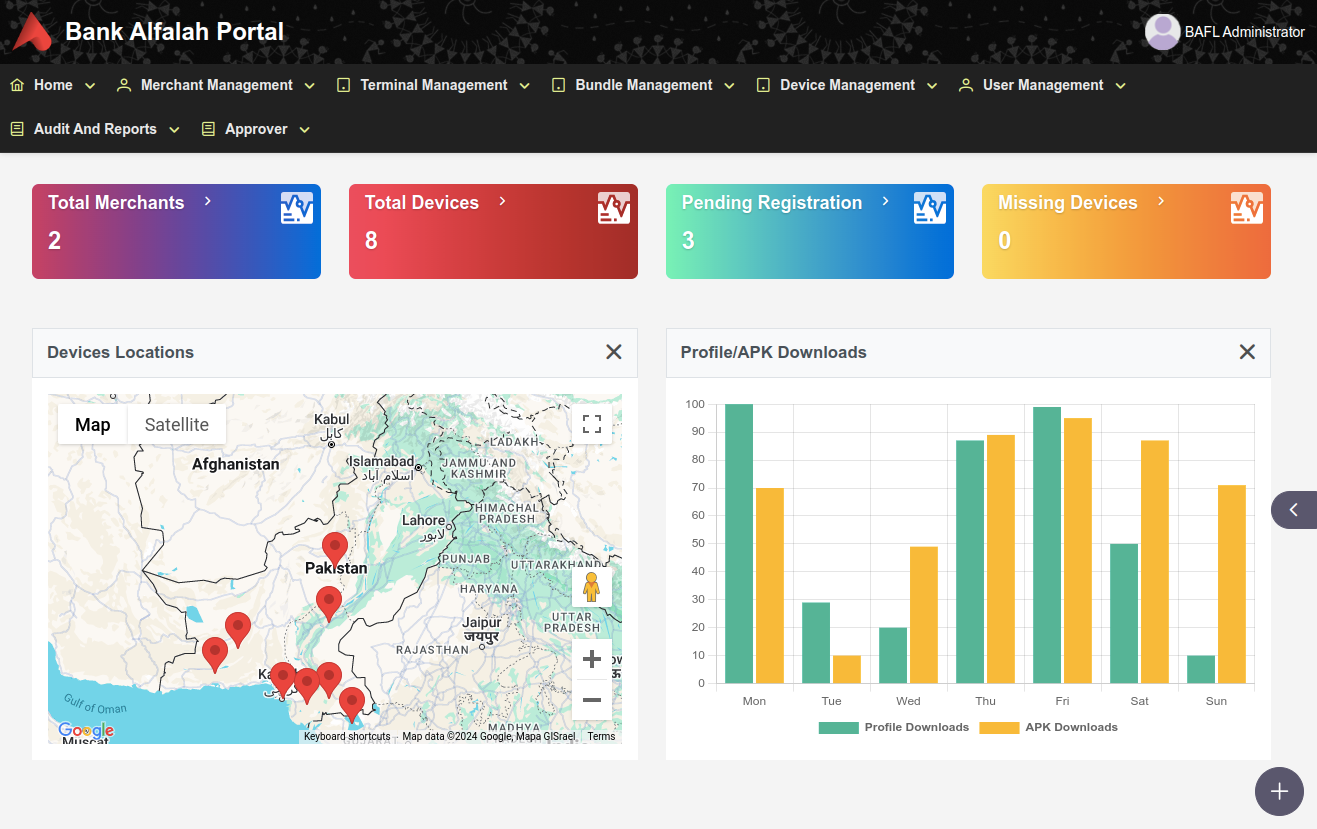 Bank Alfalah Portal
BAFL Administrator
Home
Merchant Management
Terminal Management
Bundle Management
Device Management
User Management
Audit And Reports
Approver
Total Merchants
2
Total Devices
8
Pending Registration
3
Missing Devices
0
Devices Locations
Map
Satellite
Kabul
کابل
Afghanistan
Islamabad
اسلام آباد
LADAKH
JAMMU AND
KASHMIR
Lahore
لاہور
HIMACHAL
PRADESH
PUNJAB
UTTARAKHAND
Pakistan
HARYANA
Jaipur
जयपुर
UTTAR
PRADESH
RAJASTHAN
Gulf of Oman
Google
Muscat
MADHYA
GUJARAT
Keyboard shortcuts
Map data ©2024 Google, Mapa GISrael
Terms
Profile/APK Downloads
100
90
80
70
60
50
40
30
20
10
0
Mon Tue Wed Thu Fri Sat Sun
Profile Downloads
APK Downloads